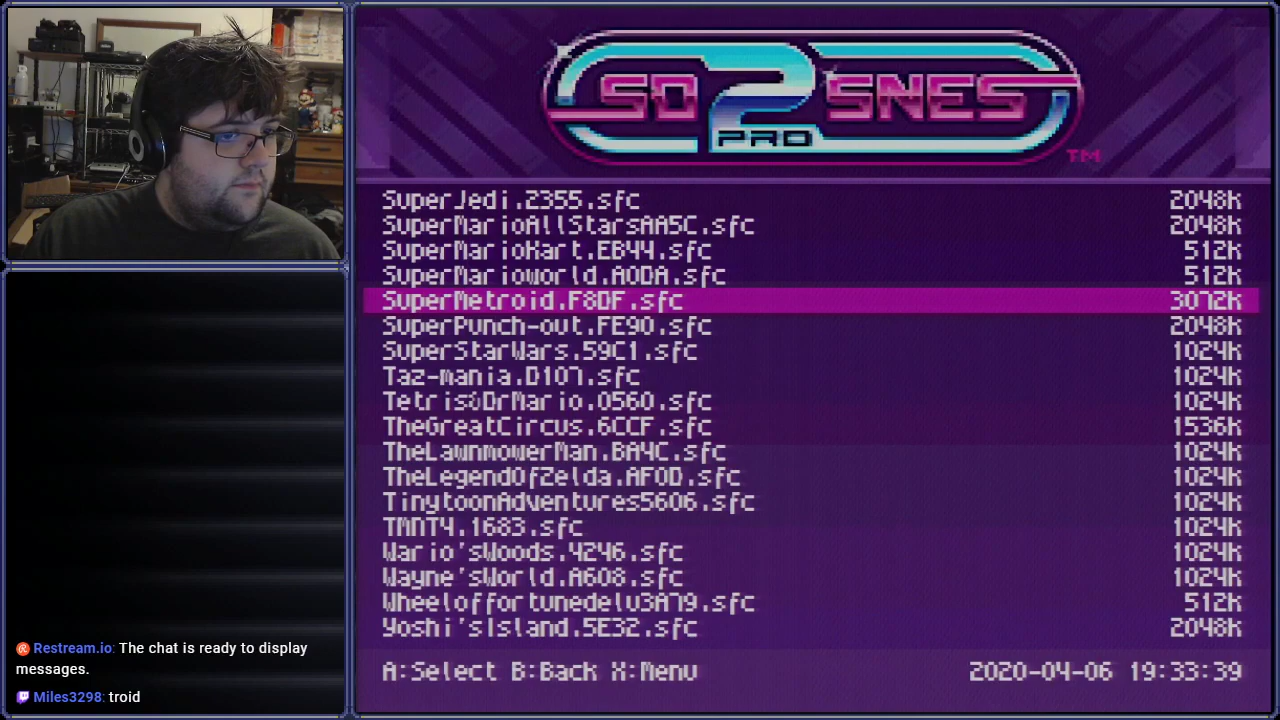 SD2SNES
PRO
TM
SuperJedi.2355.sfc 2048k
SuperMarioAllStarsAA5C.sfc 2048k
SuperMarioKart.EB44.sfc 512k
SuperMarioworld.A0DA.sfc 512k
SuperMetroid.F8DF.sfc 3072k
SuperPunch-out.FE90.sfc 2048k
SuperStarWars.59C1.sfc 1024k
Taz-mania.D107.sfc 1024k
Tetris&DrMario.0560.sfc 1024k
TheGreatCircus.6CCF.sfc 1536k
TheLawnmowerMan.BA4C.sfc 1024k
TheLegendOfZelda.AF0D.sfc 1024k
TinytoonAdventures5606.sfc 1024k
TMNT4.1683.sfc 1024k
Wario'sWoods.4246.sfc 1024k
Wayne'sWorld.A608.sfc 1024k
Wheeloffortunedelu3A79.sfc 512k
Yoshi'sIsland.5E32.sfc 2048k
A:Select B:Back X:Menu 2020-04-06 19:33:39
Restream.io: The chat is ready to display
messages.
Miles3298: troid